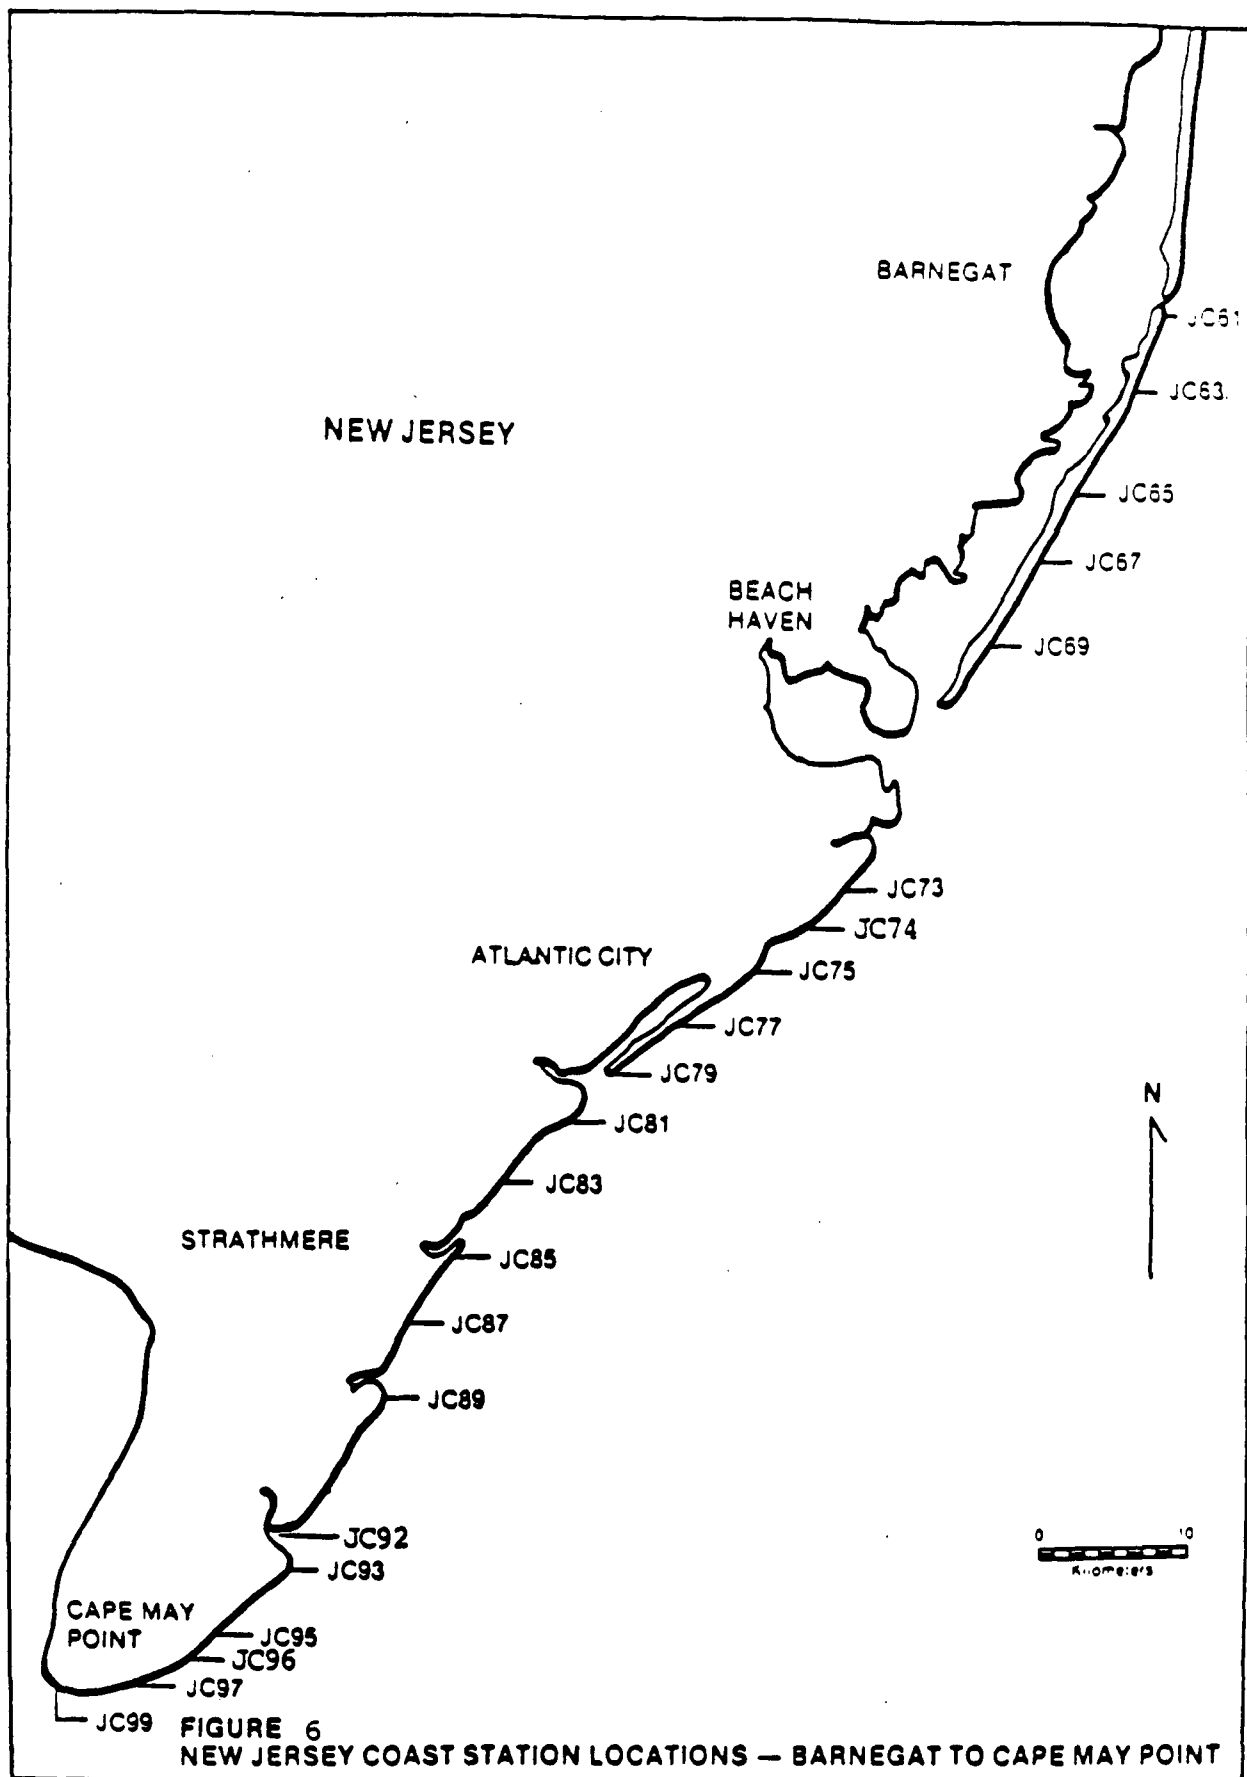 BARNEGAT
JC61
JC63.
NEW JERSEY
JC65
JC67
BEACH
HAVEN
JC69
JC73
JC74
ATLANTIC CITY
JC75
JC77
JC79
N
JC81
JC83
STRATHMERE
JC85
JC87
JC89
JC92
0 10
Kilometers
JC93
CAPE MAY
POINT
JC95
JC96
JC97
JC99
FIGURE 6
NEW JERSEY COAST STATION LOCATIONS — BARNEGAT TO CAPE MAY POINT